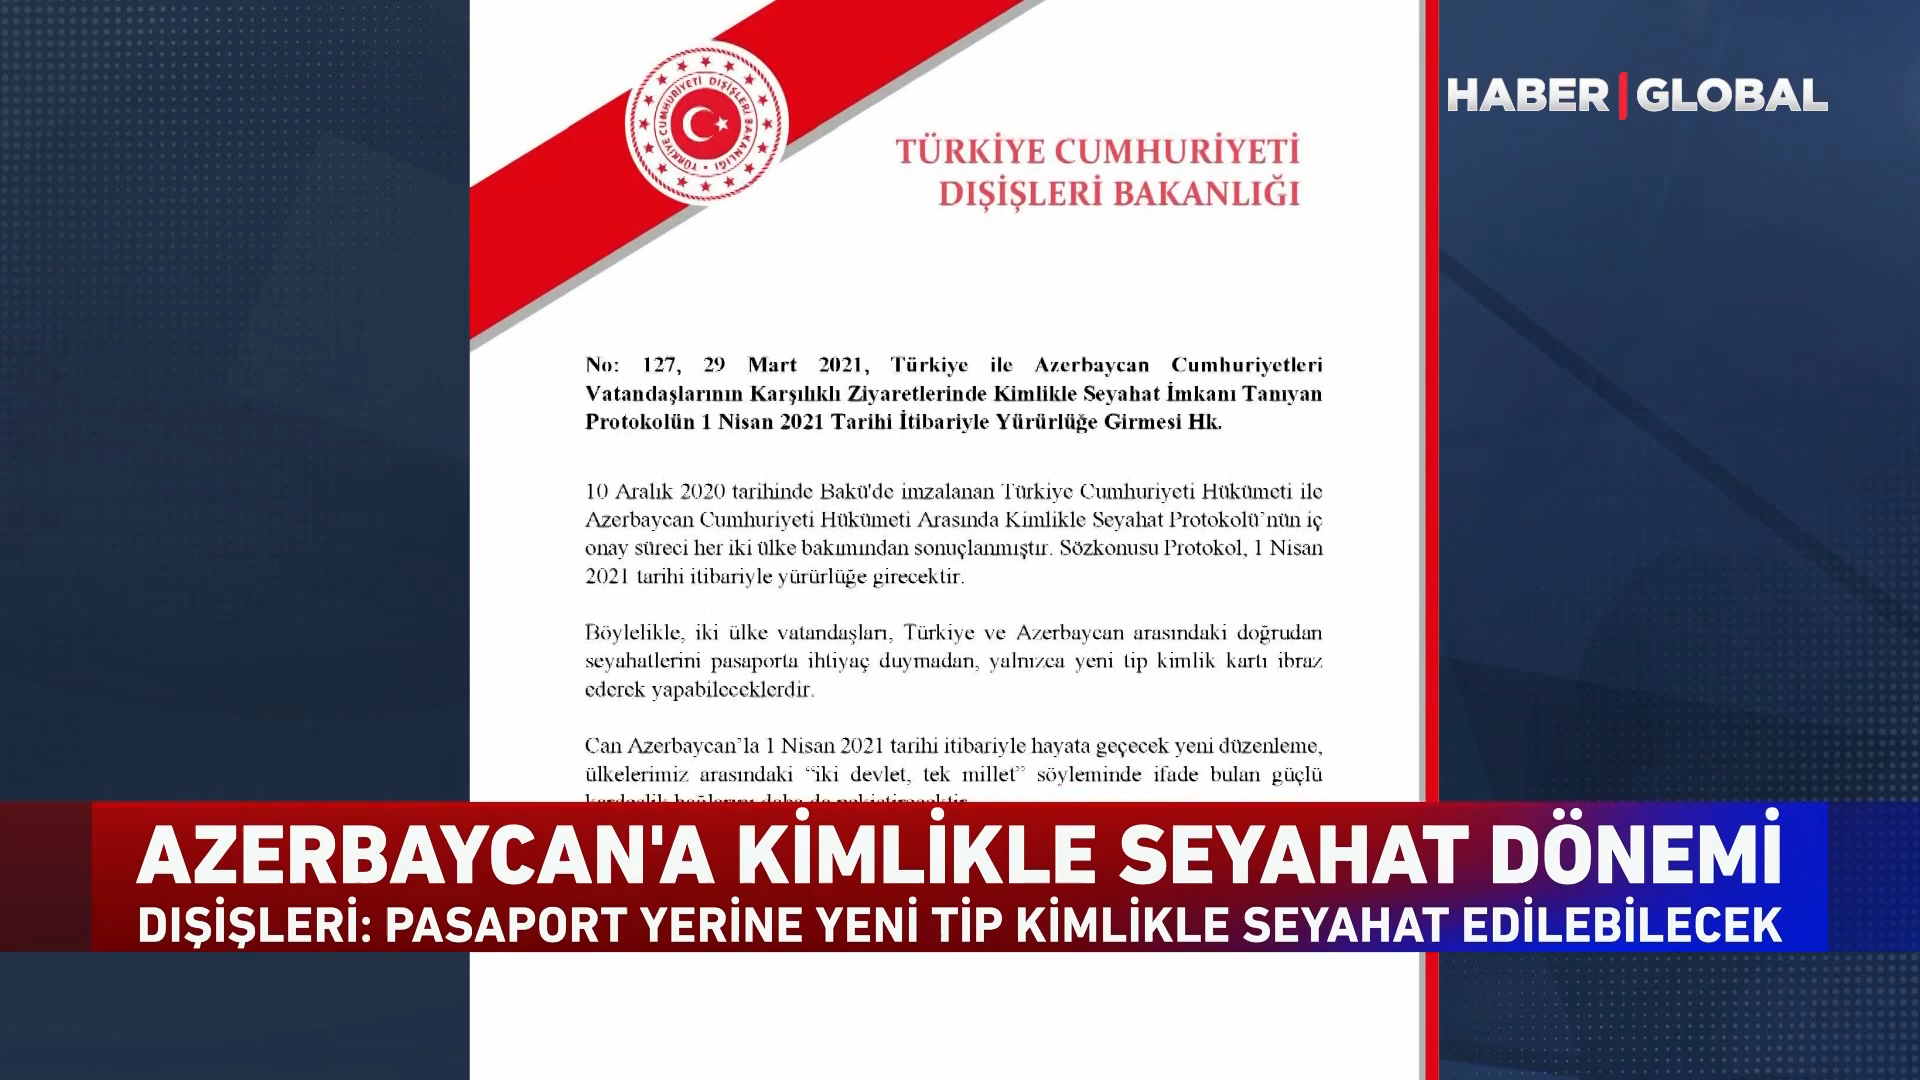 TÜRKİYE CUMHURİYETİ DIŞİŞLERİ BAKANLIĞI
HABER|GLOBAL
TÜRKİYE CUMHURİYETİ
DIŞİŞLERİ BAKANLIĞI
No: 127, 29 Mart 2021, Türkiye ile Azerbaycan Cumhuriyetleri
Vatandaşlarının Karşılıklı Ziyaretlerinde Kimlikle Seyahat İmkanı Tanıyan
Protokolün 1 Nisan 2021 Tarihi İtibariyle Yürürlüğe Girmesi Hk.
10 Aralık 2020 tarihinde Bakü'de imzalanan Türkiye Cumhuriyeti Hükümeti ile
Azerbaycan Cumhuriyeti Hükümeti Arasında Kimlikle Seyahat Protokolü'nün iç
onay süreci her iki ülke bakımından sonuçlanmıştır. Sözkonusu Protokol, 1 Nisan
2021 tarihi itibariyle yürürlüğe girecektir.
Böylelikle, iki ülke vatandaşları, Türkiye ve Azerbaycan arasındaki doğrudan
seyahatlerini pasaporta ihtiyaç duymadan, yalnızca yeni tip kimlik kartı ibraz
ederek yapabileceklerdir.
Can Azerbaycan'la 1 Nisan 2021 tarihi itibariyle hayata geçecek yeni düzenleme,
ülkelerimiz arasındaki "iki devlet, tek millet" söyleminde ifade bulan güçlü
AZERBAYCAN'A KİMLİKLE SEYAHAT DÖNEMİ
DIŞİŞLERİ: PASAPORT YERİNE YENİ TİP KİMLİKLE SEYAHAT EDİLEBİLECEK